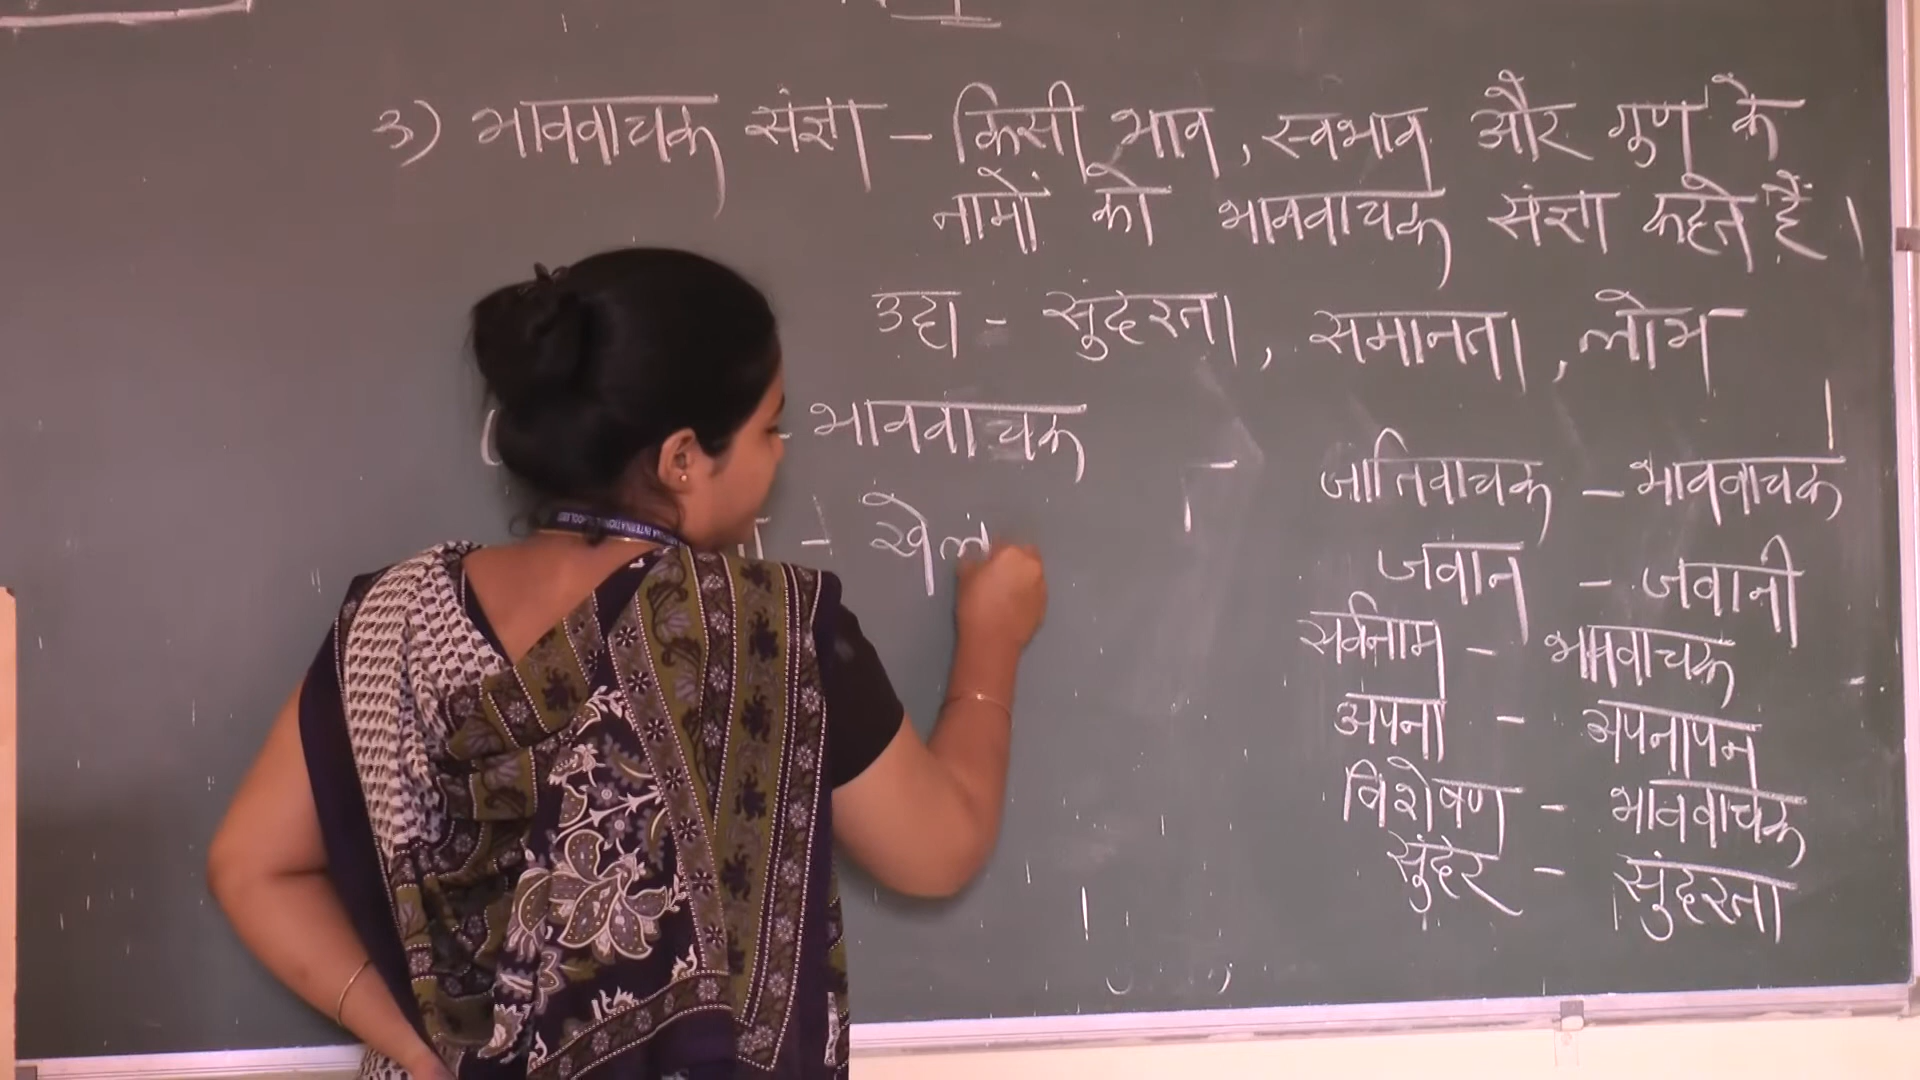 3) भाववाचक संज्ञा – किसी भाव, स्वभाव और गुण के
नामों को भाववाचक संज्ञा कहते हैं ।
उदा - सुंदरता, समानता, लोभ
- भाववाचक
- खेल
जातिवाचक – भाववाचक
जवान - जवानी
सर्वनाम - भाववाचक
अपना - अपनापन
विशेषण - भाववाचक
सुंदर - सुंदरता